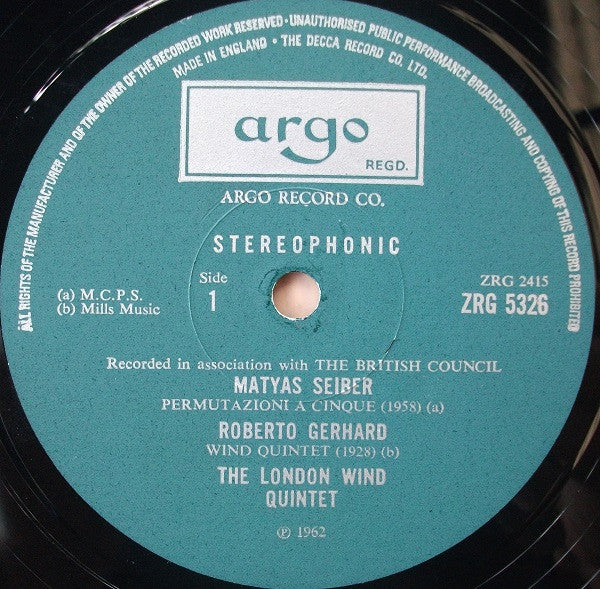 ALL RIGHTS OF THE MANUFACTURER AND OF THE OWNER OF THE RECORDED WORK RESERVED · UNAUTHORISED PUBLIC PERFORMANCE BROADCASTING AND COPYING OF THIS RECORD PROHIBITED
MADE IN ENGLAND · THE DECCA RECORD CO. LTD.
argo
REGD.
ARGO RECORD CO.
STEREOPHONIC
Side
1
(a) M.C.P.S.
(b) Mills Music
ZRG 2415
ZRG 5326
Recorded in association with THE BRITISH COUNCIL
MATYAS SEIBER
PERMUTAZIONI A CINQUE (1958) (a)
ROBERTO GERHARD
WIND QUINTET (1928) (b)
THE LONDON WIND
QUINTET
℗ 1962